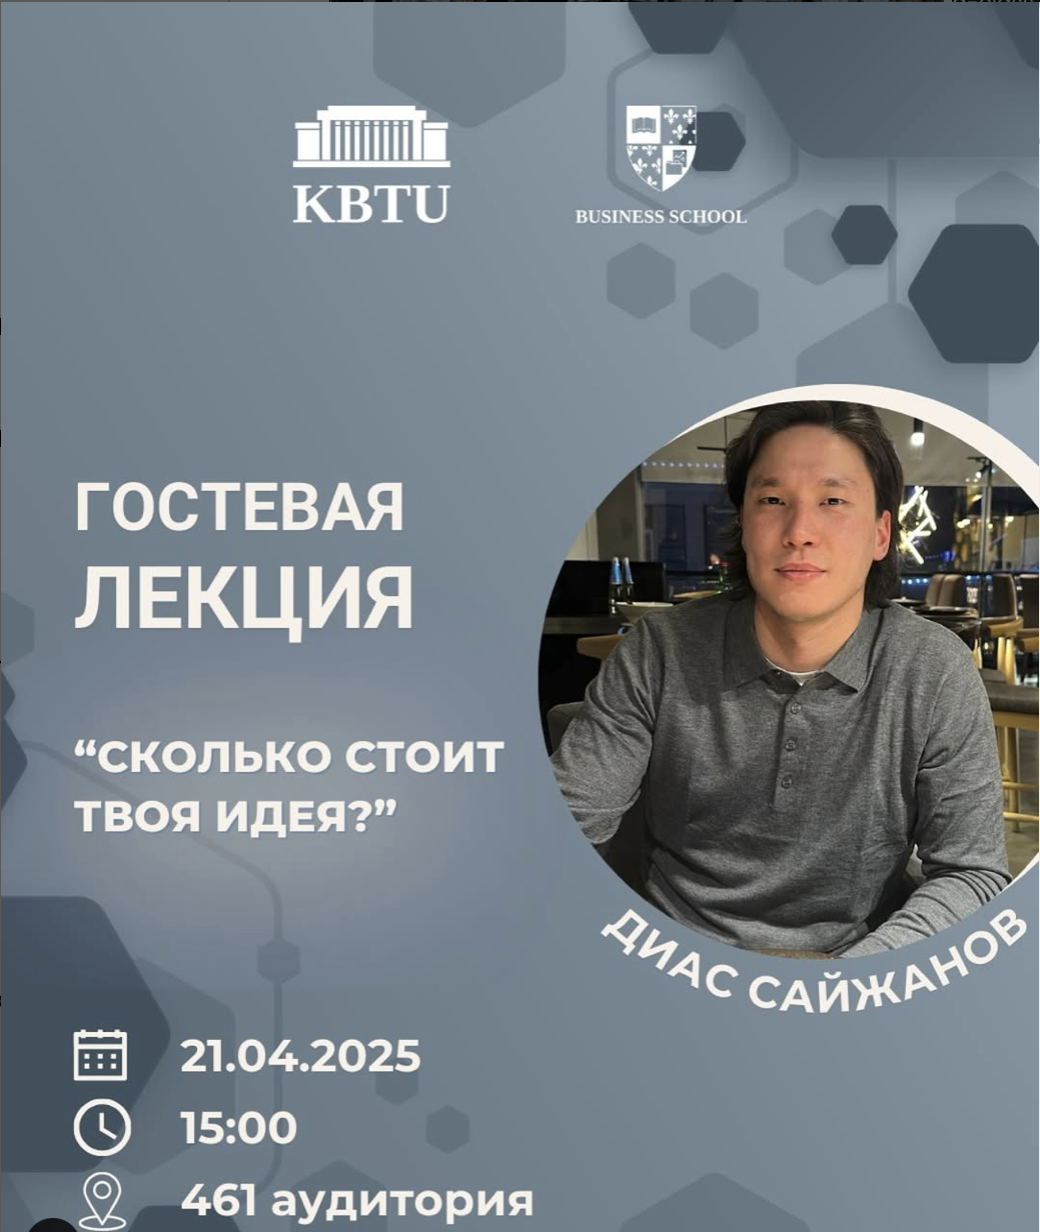 KBTU
BUSINESS SCHOOL
ГОСТЕВАЯ
ЛЕКЦИЯ
“СКОЛЬКО СТОИТ
ТВОЯ ИДЕЯ?”
ДИАС САЙЖАНОВ
21.04.2025
15:00
461 аудитория